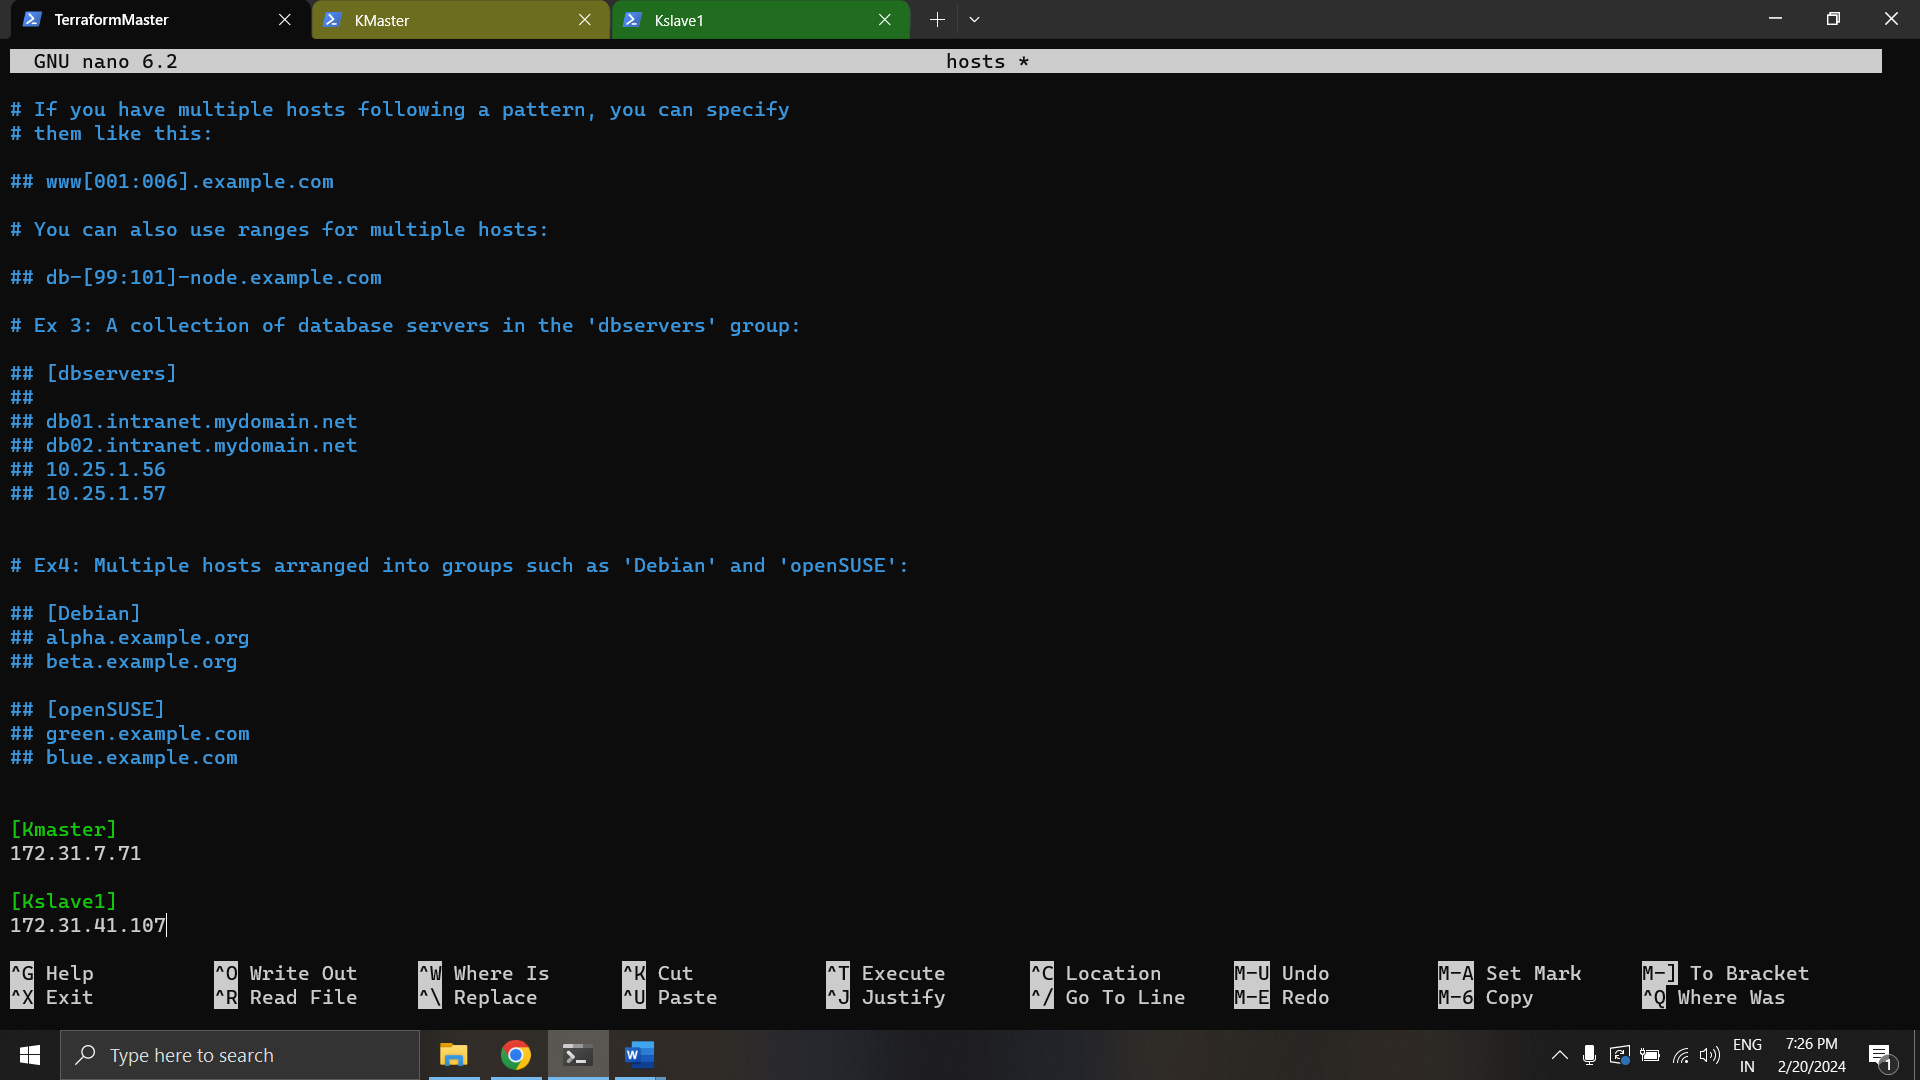 TerraformMaster
KMaster
Kslave1
GNU nano 6.2
hosts *
# If you have multiple hosts following a pattern, you can specify
# them like this:
## www[001:006].example.com
# You can also use ranges for multiple hosts:
## db-[99:101]-node.example.com
# Ex 3: A collection of database servers in the 'dbservers' group:
## [dbservers]
##
## db01.intranet.mydomain.net
## db02.intranet.mydomain.net
## 10.25.1.56
## 10.25.1.57
# Ex4: Multiple hosts arranged into groups such as 'Debian' and 'openSUSE':
## [Debian]
## alpha.example.org
## beta.example.org
## [openSUSE]
## green.example.com
## blue.example.com
[Kmaster]
172.31.7.71
[Kslave1]
172.31.41.107
^G Help ^O Write Out ^W Where Is ^K Cut ^T Execute ^C Location M-U Undo M-A Set Mark M-] To Bracket
^X Exit ^R Read File ^\ Replace ^U Paste ^J Justify ^/ Go To Line M-E Redo M-6 Copy ^Q Where Was
Type here to search
W
ENG
IN
7:26 PM
2/20/2024
1